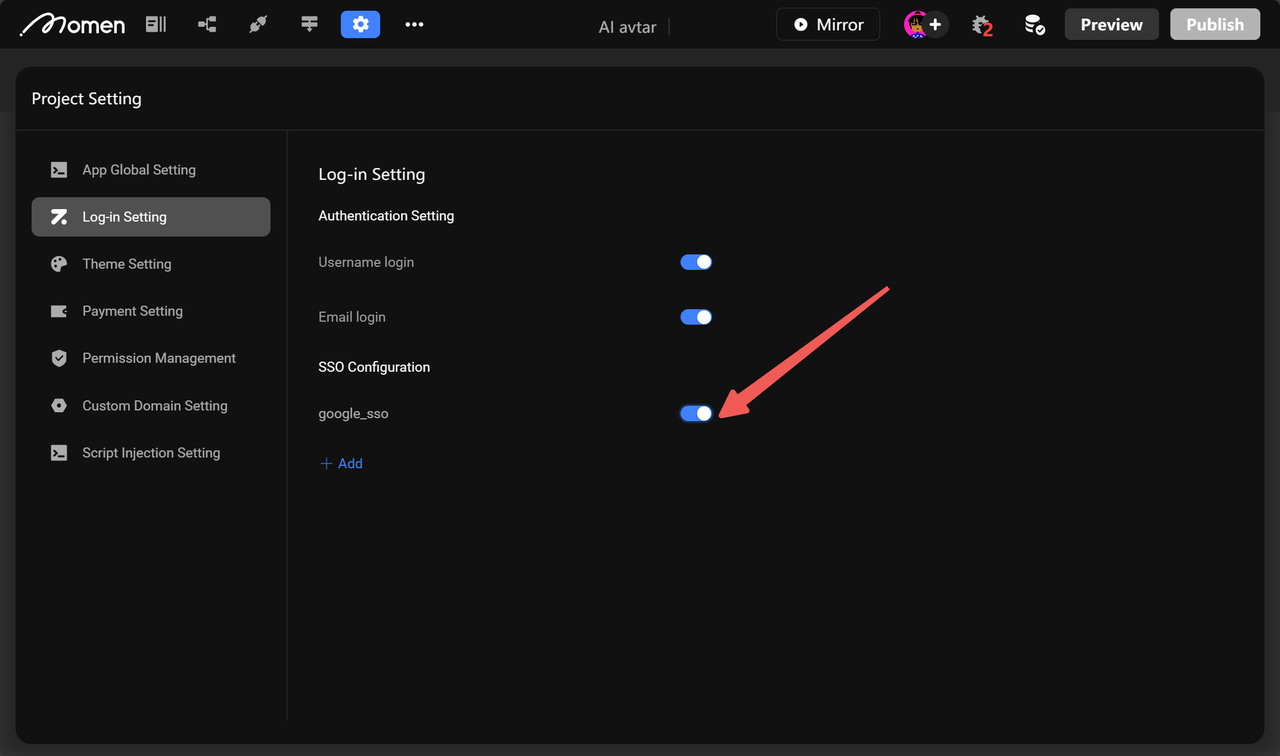 Momen
AI avtar
Mirror
2
Preview
Publish
Project Setting
App Global Setting
Log-in Setting
Theme Setting
Payment Setting
Permission Management
Custom Domain Setting
Script Injection Setting
Log-in Setting
Authentication Setting
Username login
Email login
SSO Configuration
google_sso
+ Add